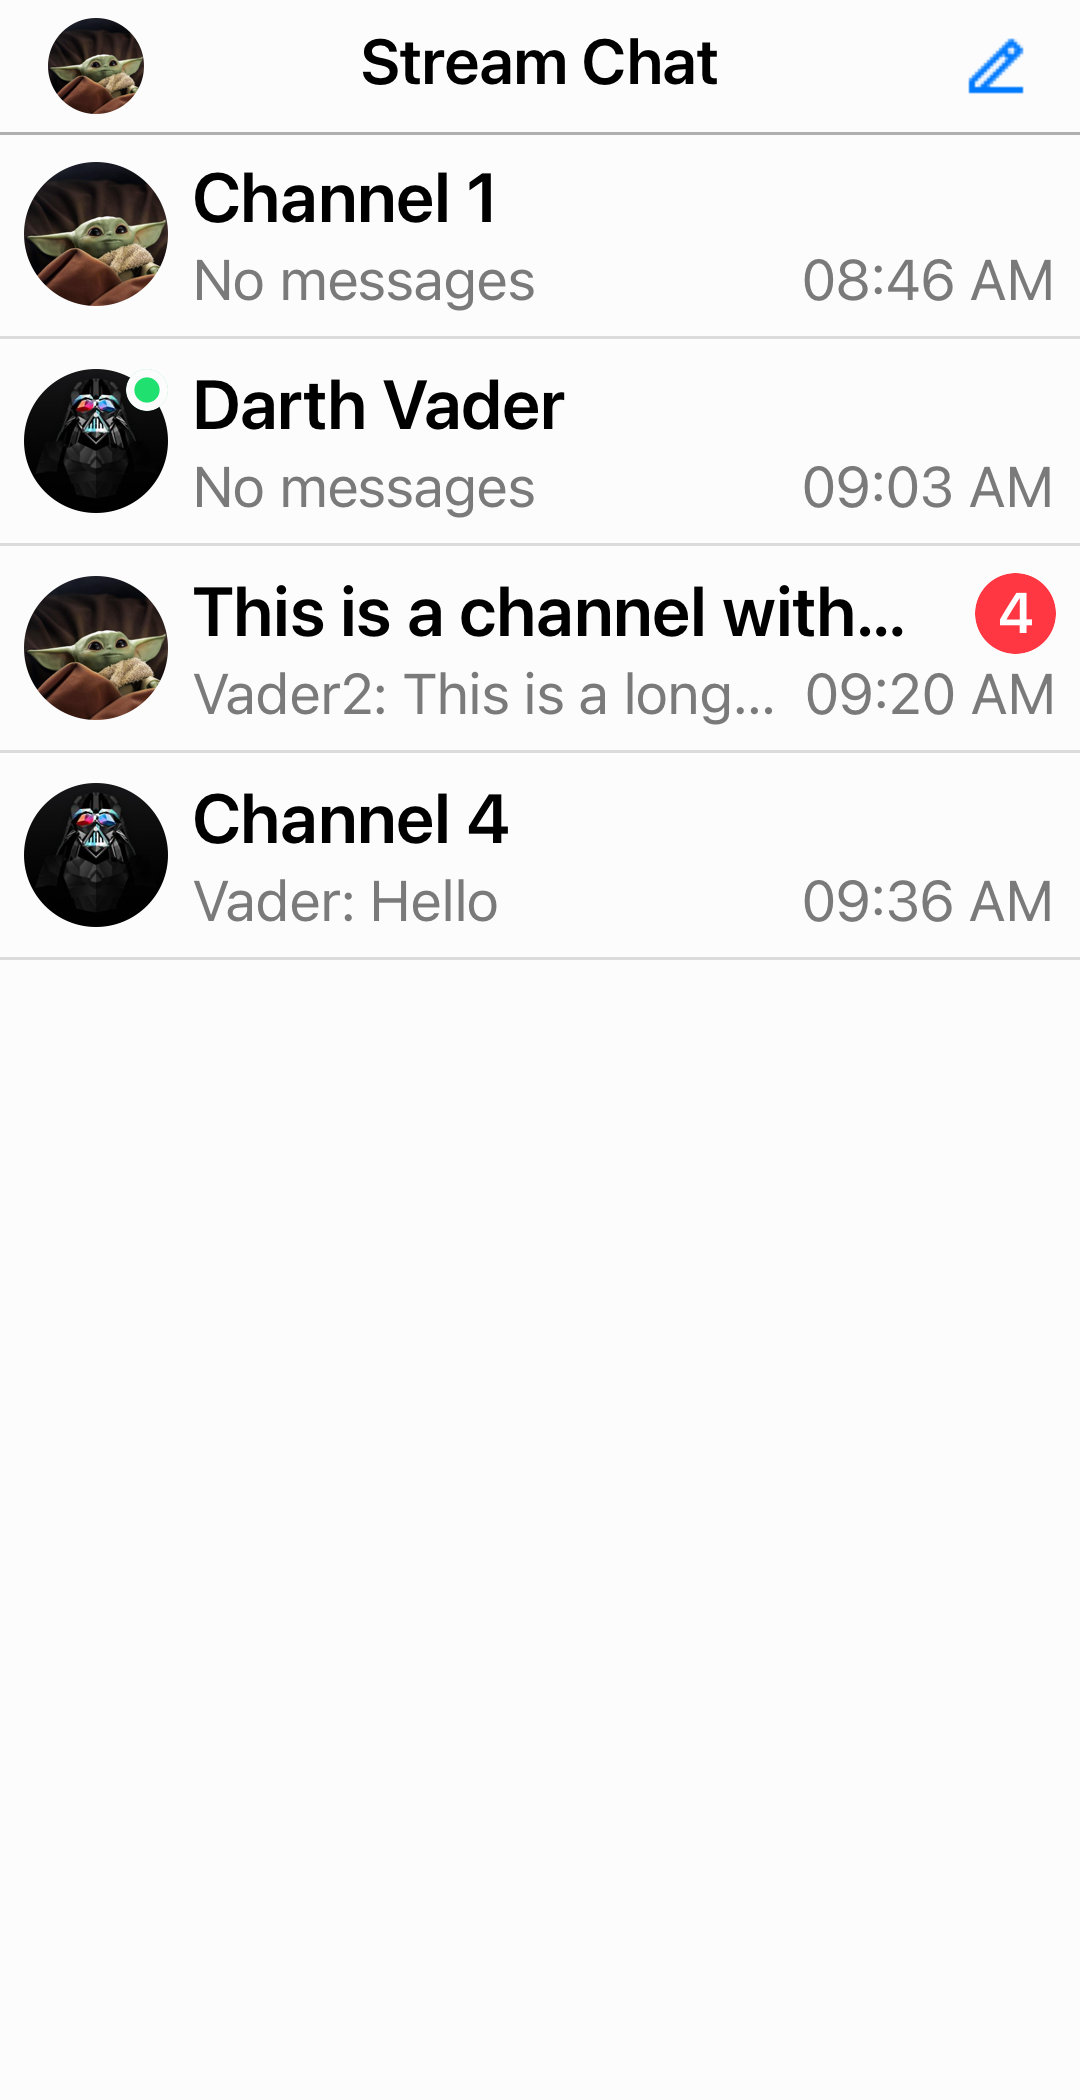 Stream Chat
Channel 1
No messages 08:46 AM
Darth Vader
No messages 09:03 AM
This is a channel with... 4
Vader2: This is a long... 09:20 AM
Channel 4
Vader: Hello 09:36 AM